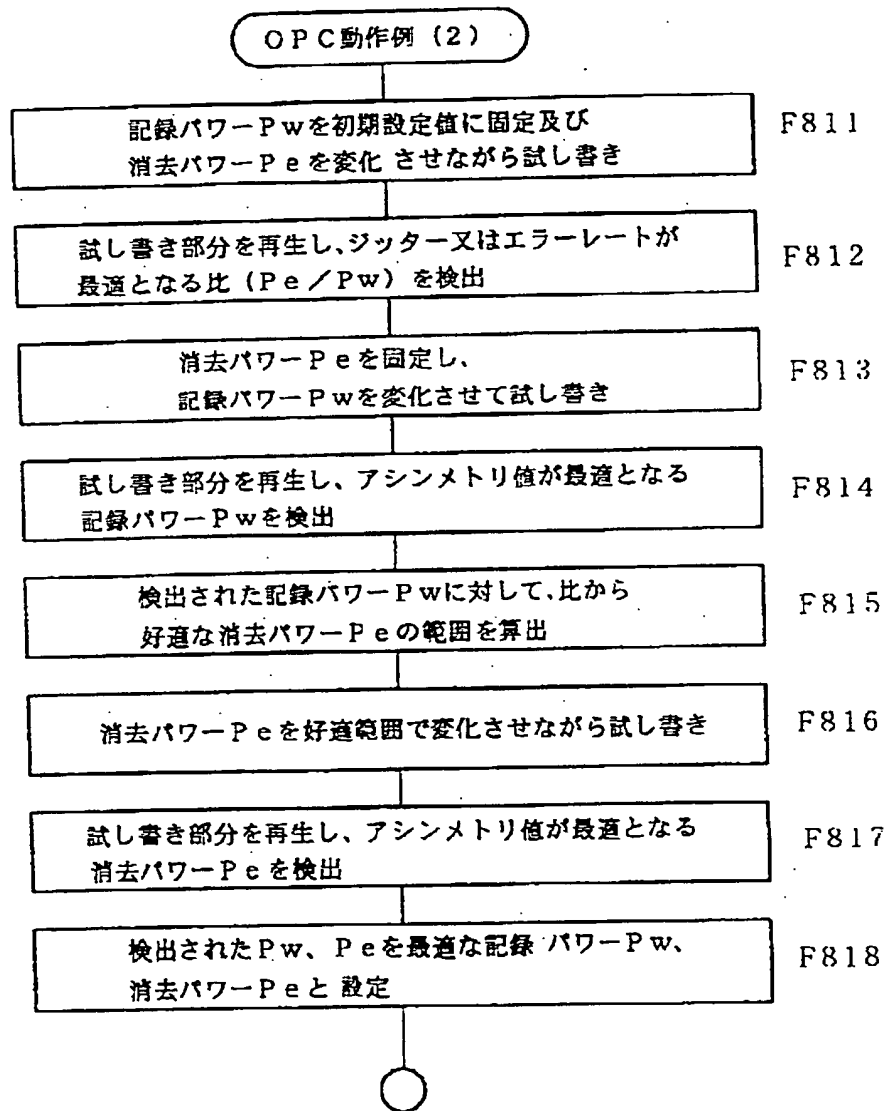 OPC動作例(2)
記録パワーPwを初期設定値に固定及び
消去パワーPeを変化 させながら試し書き
F811
試し書き部分を再生し、ジッター又はエラーレートが
最適となる比(Pe/Pw)を検出
F812
消去パワーPeを固定し、
記録パワーPwを変化させて試し書き
F813
試し書き部分を再生し、アシンメトリ値が最適となる
記録パワーPwを検出
F814
検出された記録パワーPwに対して、比から
好適な消去パワーPeの範囲を算出
F815
消去パワーPeを好適範囲で変化させながら試し書き
F816
試し書き部分を再生し、アシンメトリ値が最適となる
消去パワーPeを検出
F817
検出されたPw、Peを最適な記録 パワーPw、
消去パワーPeと 設定
F818